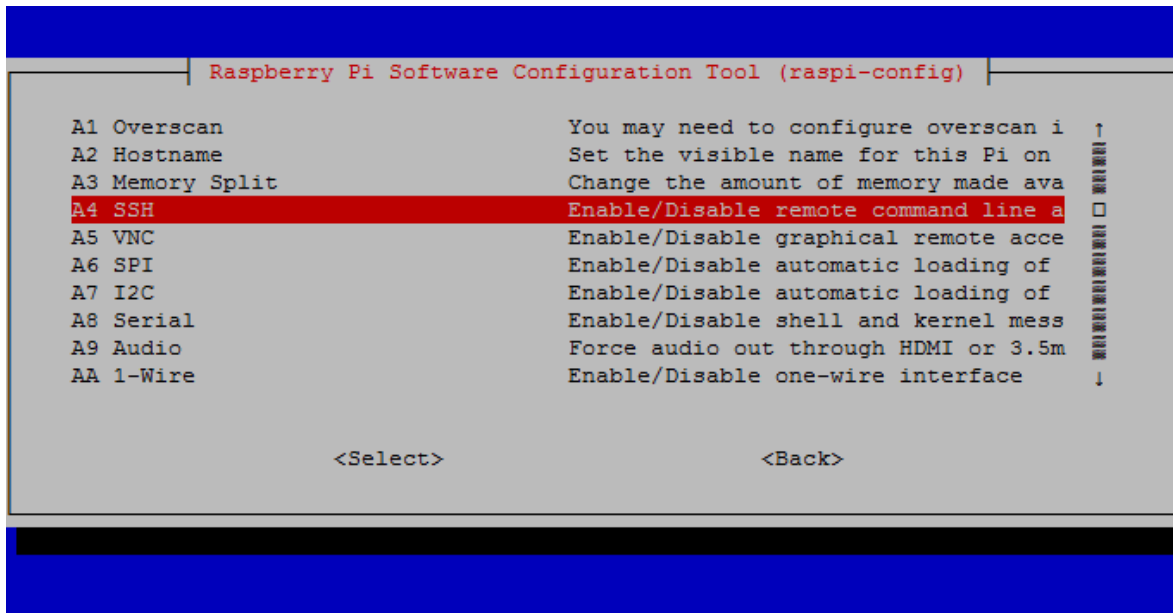 Raspberry Pi Software Configuration Tool (raspi-config)
A1 Overscan You may need to configure overscan i
A2 Hostname Set the visible name for this Pi on
A3 Memory Split Change the amount of memory made ava
A4 SSH Enable/Disable remote command line a
A5 VNC Enable/Disable graphical remote acce
A6 SPI Enable/Disable automatic loading of
A7 I2C Enable/Disable automatic loading of
A8 Serial Enable/Disable shell and kernel mess
A9 Audio Force audio out through HDMI or 3.5m
AA 1-Wire Enable/Disable one-wire interface
<Select> <Back>